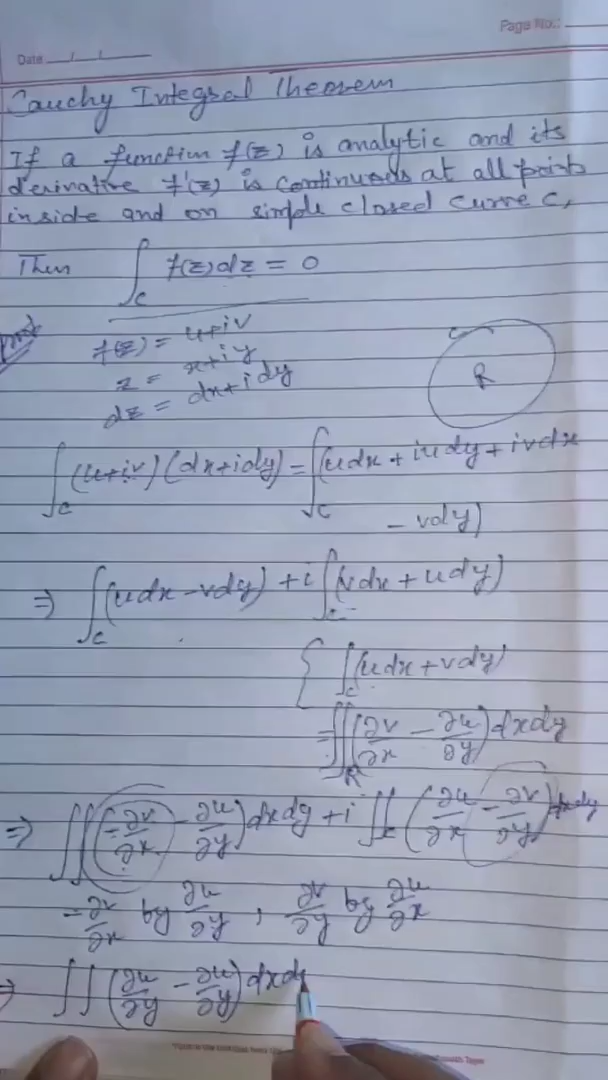 Page No.:
Date
Cauchy Integral Theorem
If a function f(z) is analytic and its
derivative f'(z) is continuous at all points
inside and on simple closed curve c,
Then ∫_c f(z)dz = 0
Proof
f(z) = u+iv
z = x+iy
dz = dx+idy
R
∫_c (u+iv)(dx+idy) = ∫_c (udx+iudy+ivdx
-vdy)
⇒ ∫_c (udx-vdy) + i ∫_c (vdx+udy)
{ ∫_c (udx+vdy)
= ∬_R (∂v/∂x - ∂u/∂y) dxdy
⇒ ∬ (-∂v/∂x - ∂u/∂y) dxdy + i ∬ (∂u/∂x - ∂v/∂y) dxdy
-∂v/∂x by ∂u/∂y, ∂v/∂y by ∂u/∂x
⇒ ∬ (∂u/∂y - ∂u/∂y) dxd